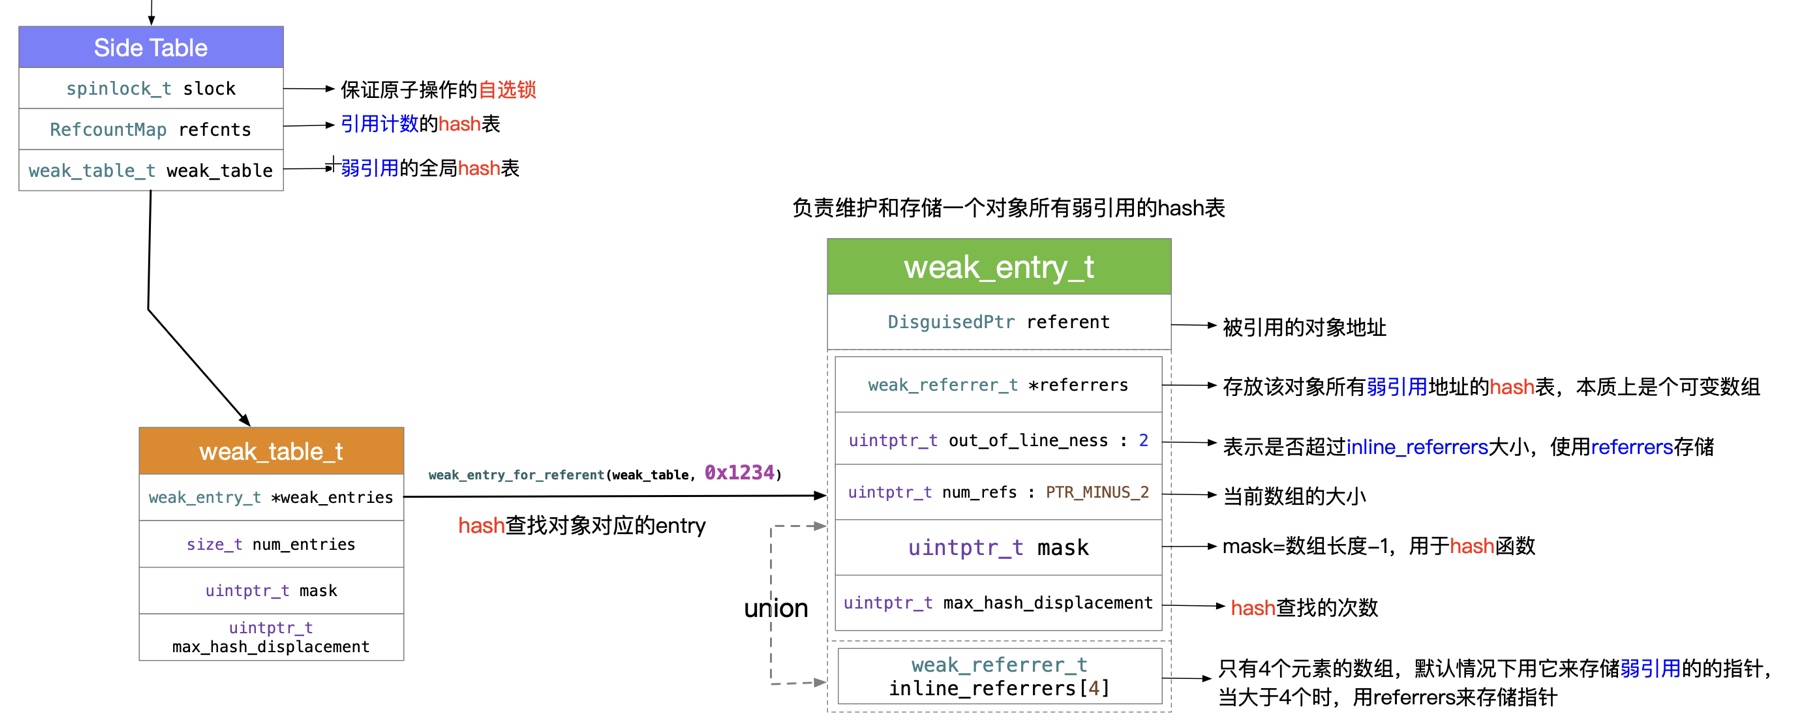 Side Table
spinlock_t slock
保证原子操作的自选锁
RefcountMap refcnts
引用计数的hash表
weak_table_t weak_table
弱引用的全局hash表
负责维护和存储一个对象所有弱引用的hash表
weak_entry_t
DisguisedPtr referent
被引用的对象地址
weak_referrer_t *referrers
存放该对象所有弱引用地址的hash表，本质上是个可变数组
uintptr_t out_of_line_ness : 2
表示是否超过inline_referrers大小，使用referrers存储
uintptr_t num_refs : PTR_MINUS_2
当前数组的大小
uintptr_t mask
mask=数组长度-1，用于hash函数
uintptr_t max_hash_displacement
hash查找的次数
union
weak_referrer_t
inline_referrers[4]
只有4个元素的数组，默认情况下用它来存储弱引用的的指针，
当大于4个时，用referrers来存储指针
weak_table_t
weak_entry_t *weak_entries
weak_entry_for_referent(weak_table, 0x1234)
hash查找对象对应的entry
size_t num_entries
uintptr_t mask
uintptr_t
max_hash_displacement